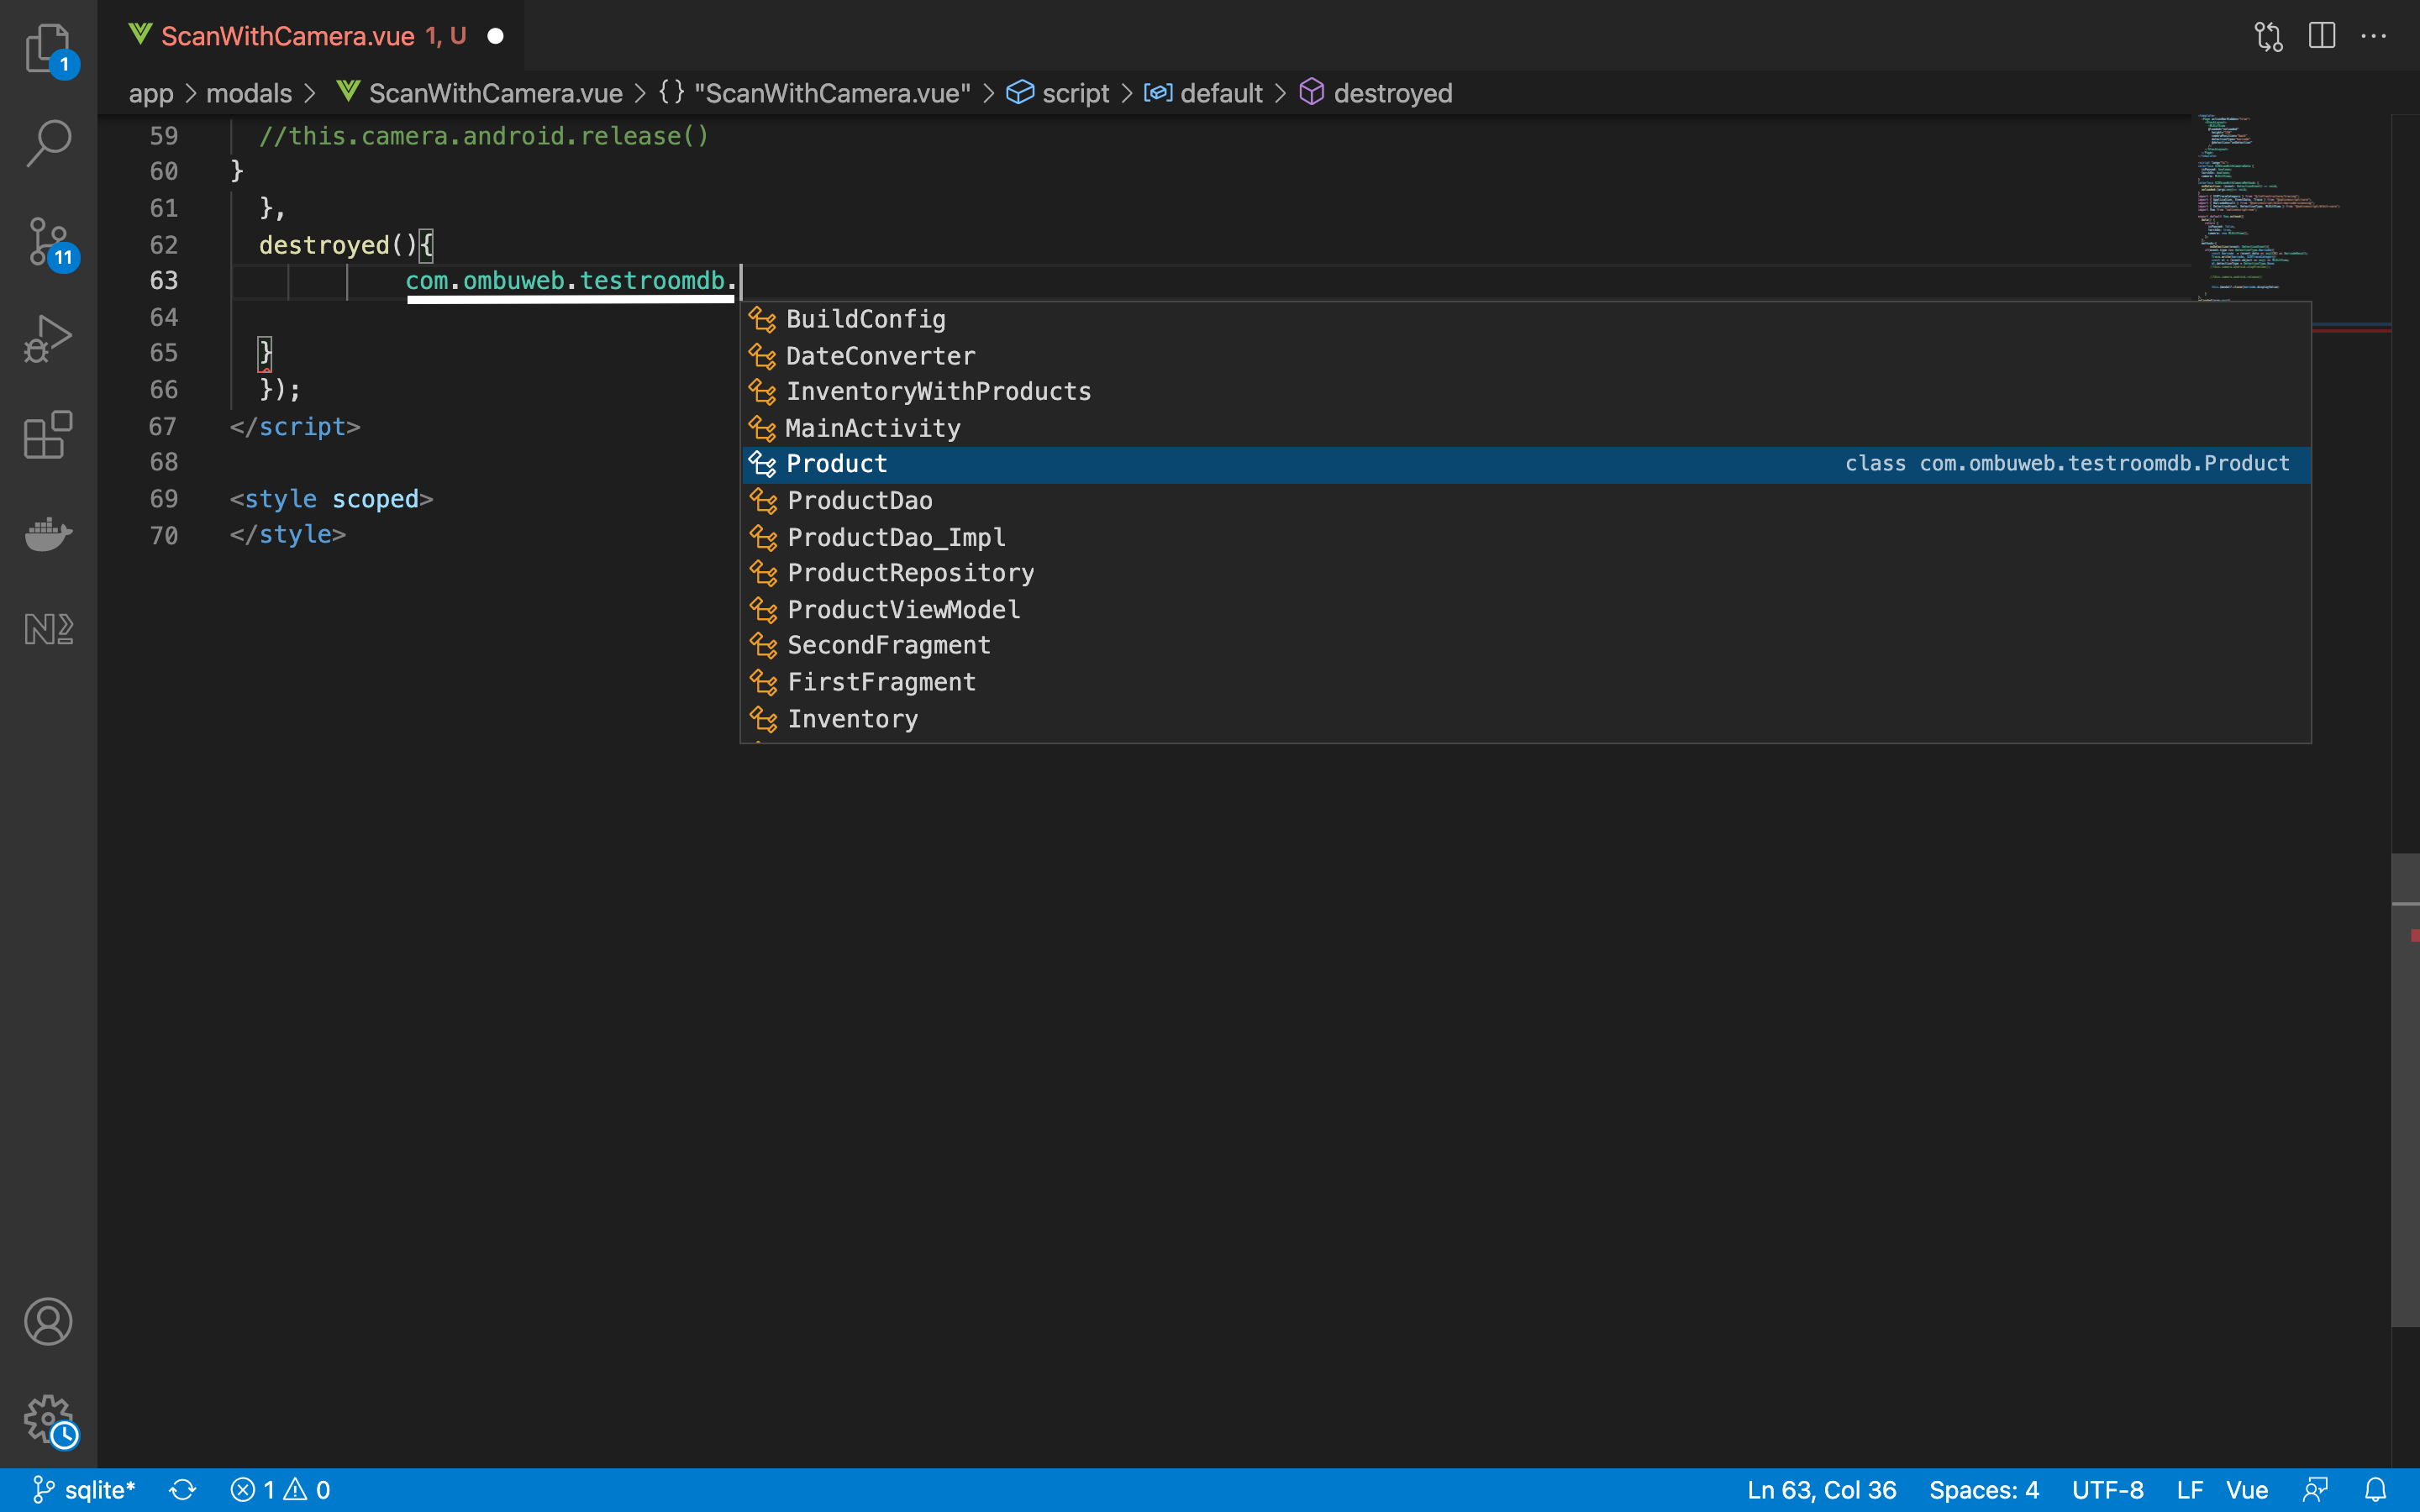 ScanWithCamera.vue 1, U
app > modals > ScanWithCamera.vue > {} "ScanWithCamera.vue" > script > default > destroyed
1
11
59 //this.camera.android.release()
60 }
61 },
62 destroyed(){
63 com.ombuweb.testroomdb.
64
65 }
66 });
67 </script>
68
69 <style scoped>
70 </style>
BuildConfig
DateConverter
InventoryWithProducts
MainActivity
Product class com.ombuweb.testroomdb.Product
ProductDao
ProductDao_Impl
ProductRepository
ProductViewModel
SecondFragment
FirstFragment
Inventory
sqlite* 1 0 Ln 63, Col 36 Spaces: 4 UTF-8 LF Vue